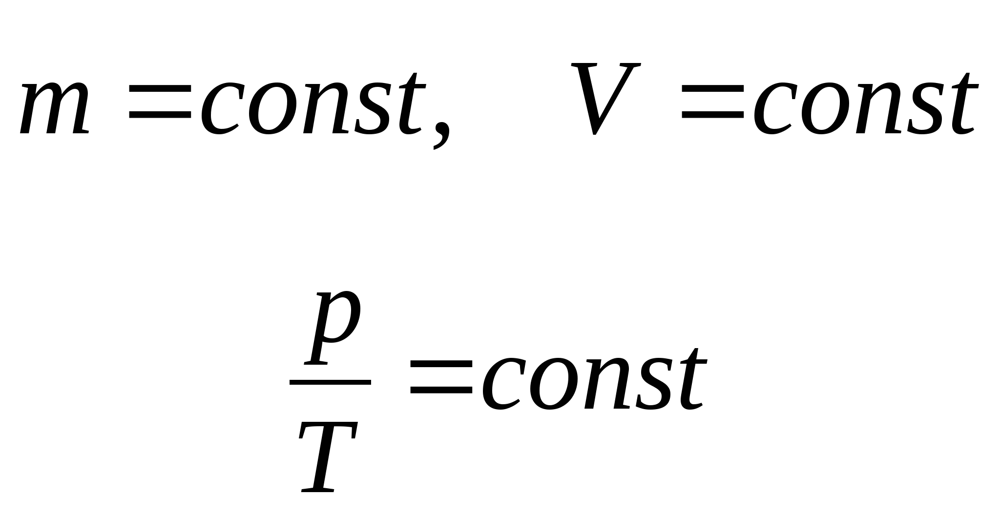 m = const, V = const
p
T
= const